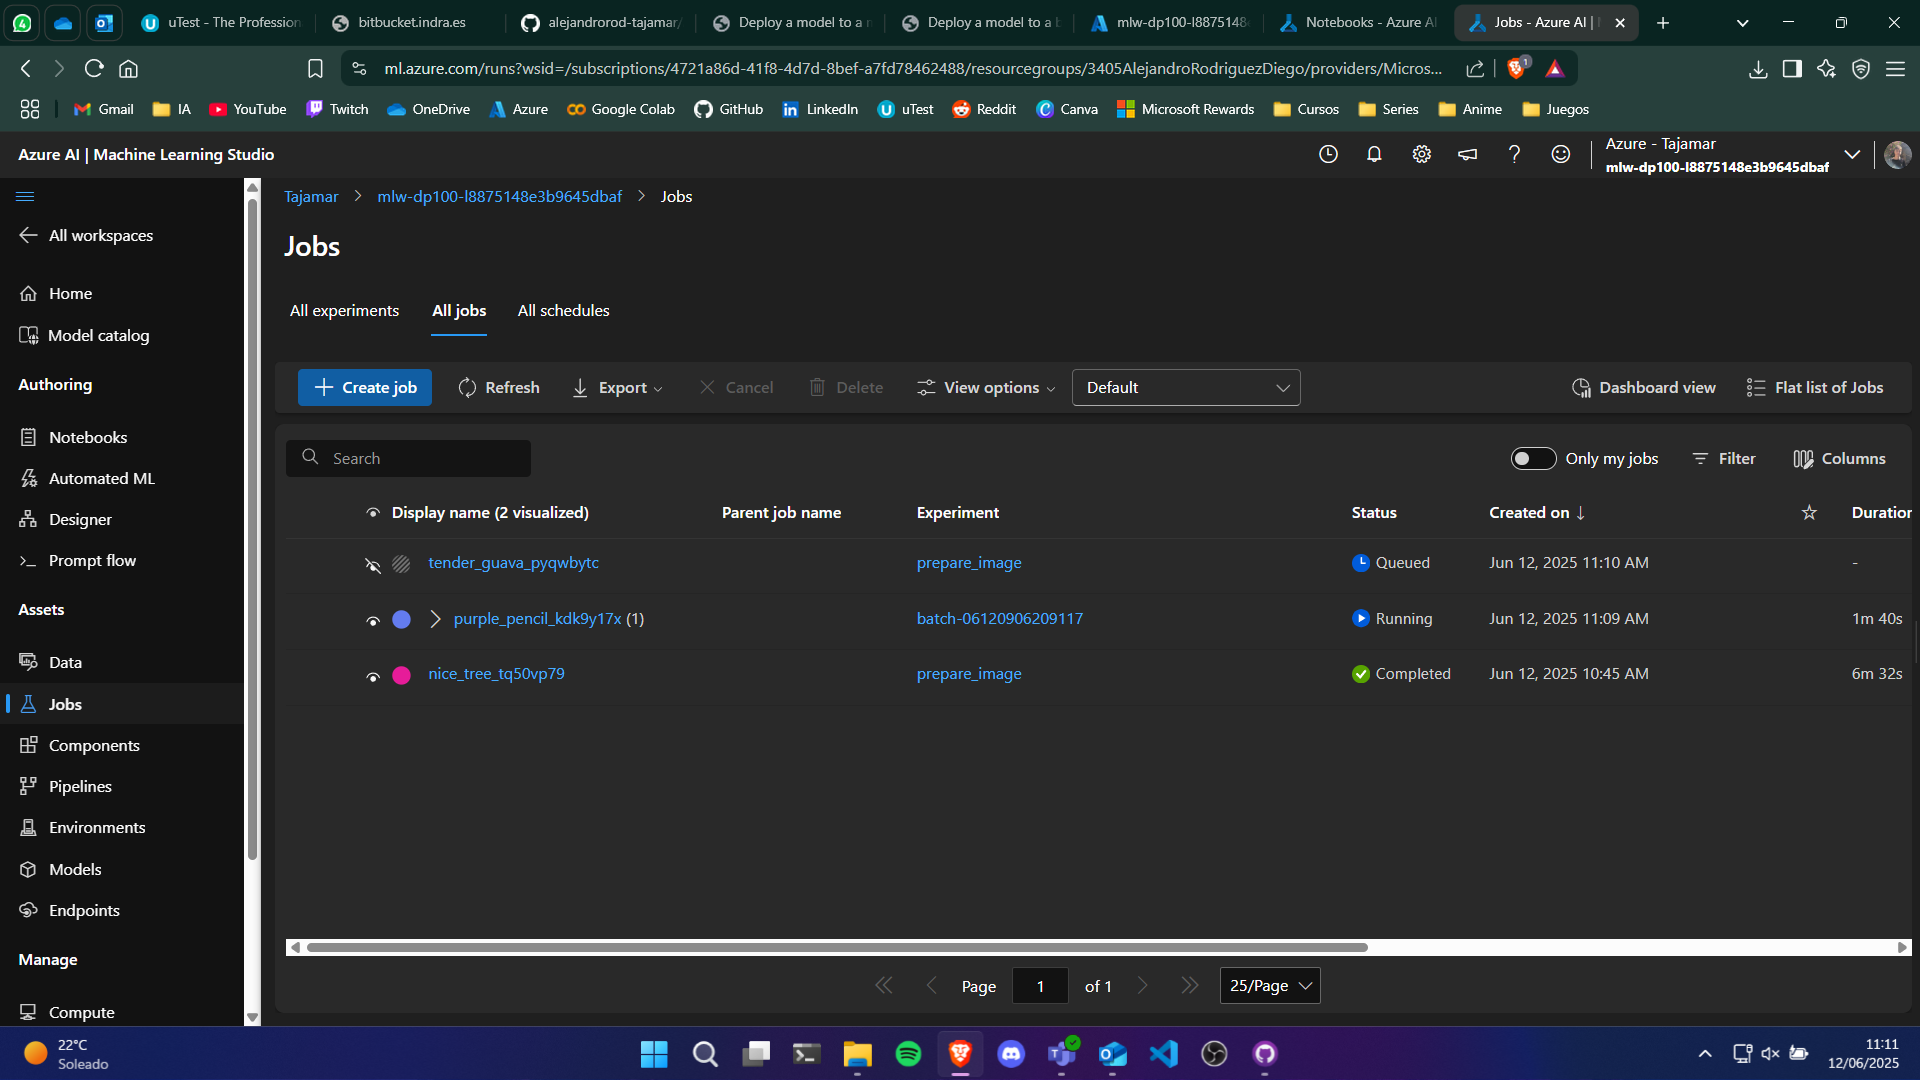 uTest - The Profession
bitbucket.indra.es
alejandrorod-tajamar/
Deploy a model to a
Deploy a model to a b
mlw-dp100-l8875148
Notebooks - Azure AI
Jobs - Azure AI |
ml.azure.com/runs?wsid=/subscriptions/4721a86d-41f8-4d7d-8bef-a7fd78462488/resourcegroups/3405AlejandroRodriguezDiego/providers/Micros...
1
Gmail
IA
YouTube
Twitch
OneDrive
Azure
Google Colab
GitHub
LinkedIn
uTest
Reddit
Canva
Microsoft Rewards
Cursos
Series
Anime
Juegos
Azure AI | Machine Learning Studio
Azure - Tajamar
mlw-dp100-l8875148e3b9645dbaf
All workspaces
Home
Model catalog
Authoring
Notebooks
Automated ML
Designer
Prompt flow
Assets
Data
Jobs
Components
Pipelines
Environments
Models
Endpoints
Manage
Compute
Tajamar > mlw-dp100-l8875148e3b9645dbaf > Jobs
Jobs
All experiments
All jobs
All schedules
Create job
Refresh
Export
Cancel
Delete
View options
Default
Dashboard view
Flat list of Jobs
Search
Only my jobs
Filter
Columns
Display name (2 visualized) Parent job name Experiment Status Created on ↓ Duration
tender_guava_pyqwbytc prepare_image Queued Jun 12, 2025 11:10 AM -
purple_pencil_kdk9y17x (1) batch-06120906209117 Running Jun 12, 2025 11:09 AM 1m 40s
nice_tree_tq50vp79 prepare_image Completed Jun 12, 2025 10:45 AM 6m 32s
Page 1 of 1
25/Page
22°C
Soleado
11:11
12/06/2025